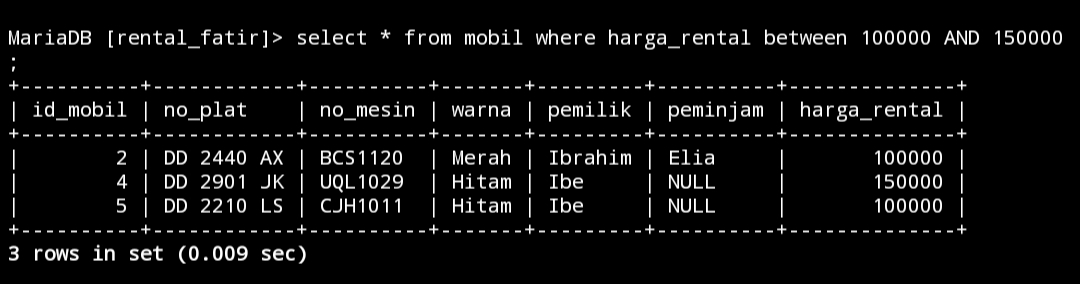 MariaDB [rental_fatir]> select * from mobil where harga_rental between 100000 AND 150000
;
+----------+------------+----------+-------+---------+----------+--------------+
| id_mobil | no_plat    | no_mesin | warna | pemilik | peminjam | harga_rental |
+----------+------------+----------+-------+---------+----------+--------------+
|        2 | DD 2440 AX | BCS1120  | Merah | Ibrahim | Elia     |       100000 |
|        4 | DD 2901 JK | UQL1029  | Hitam | Ibe     | NULL     |       150000 |
|        5 | DD 2210 LS | CJH1011  | Hitam | Ibe     | NULL     |       100000 |
+----------+------------+----------+-------+---------+----------+--------------+
3 rows in set (0.009 sec)